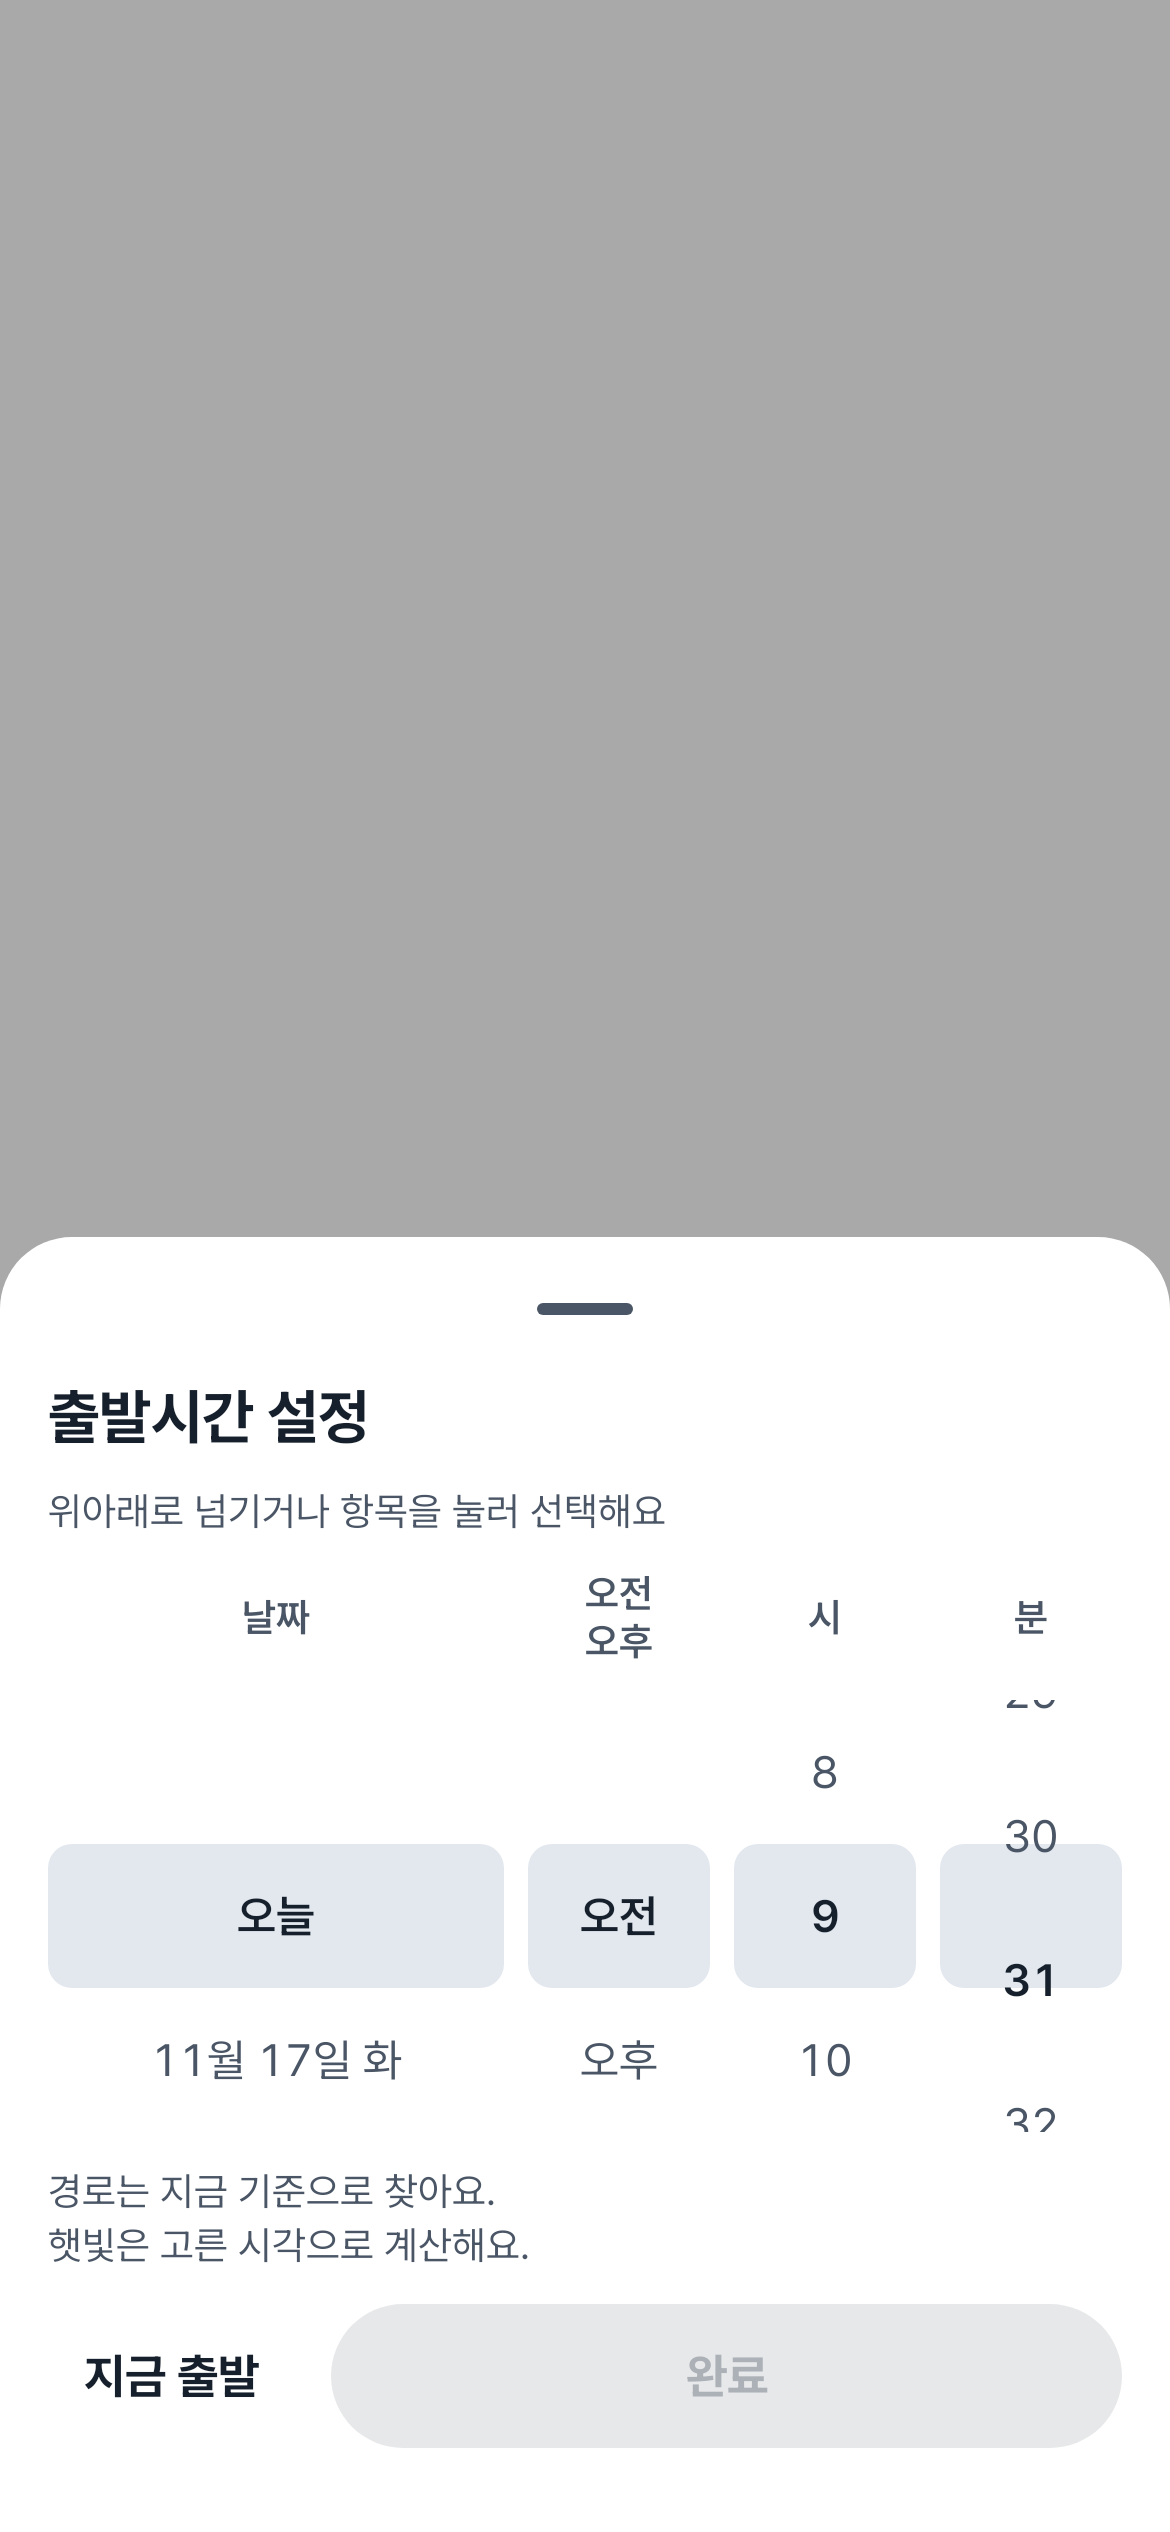 출발시간 설정
위아래로 넘기거나 항목을 눌러 선택해요
날짜
오전
오후
시
분
8
30
오늘
오전
9
31
11월 17일 화
오후
10
32
경로는 지금 기준으로 찾아요.
햇빛은 고른 시각으로 계산해요.
지금 출발
완료